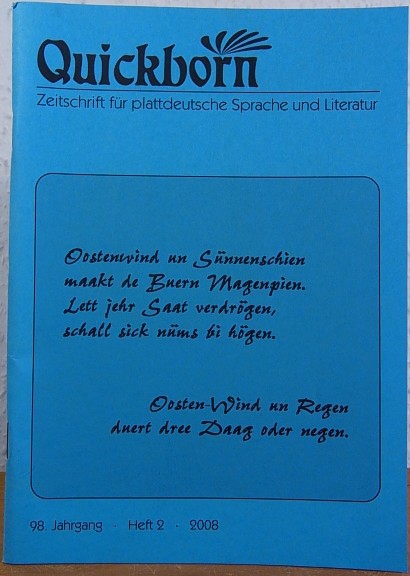 Quickborn
Zeitschrift für plattdeutsche Sprache und Literatur
Oostenwind un Sünnenschien
maakt de Buern Magenpien.
Lett jehr Saat verdrögen,
schall sick nüms bi högen.
Oosten-Wind un Regen
duert dree Daag oder negen.
98. Jahrgang · Heft 2 · 2008